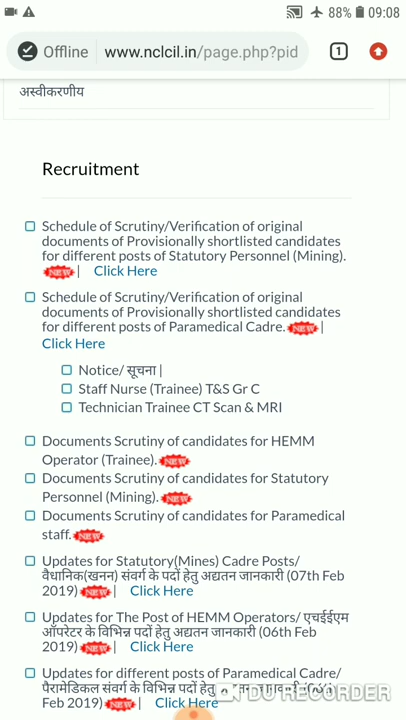 88% 09:08
Offline www.nclcil.in/page.php?pid 1
अस्वीकरणीय
Recruitment
Schedule of Scrutiny/Verification of original
documents of Provisionally shortlisted candidates
for different posts of Statutory Personnel (Mining).
NEW | Click Here
Schedule of Scrutiny/Verification of original
documents of Provisionally shortlisted candidates
for different posts of Paramedical Cadre. NEW |
Click Here
Notice/ सूचना |
Staff Nurse (Trainee) T&S Gr C
Technician Trainee CT Scan & MRI
Documents Scrutiny of candidates for HEMM
Operator (Trainee). NEW
Documents Scrutiny of candidates for Statutory
Personnel (Mining). NEW
Documents Scrutiny of candidates for Paramedical
staff. NEW
Updates for Statutory(Mines) Cadre Posts/
वैधानिक(खनन) संवर्ग के पदों हेतु अद्यतन जानकारी (07th Feb
2019) NEW | Click Here
Updates for The Post of HEMM Operators/ एचईईएम
ऑपरेटर के विभिन्न पदों हेतु अद्यतन जानकारी (06th Feb
2019) NEW | Click Here
Updates for different posts of Paramedical Cadre/
पैरामेडिकल संवर्ग के विभिन्न पदों हेतु
Feb 2019) NEW | Click Here
DU RECORDER